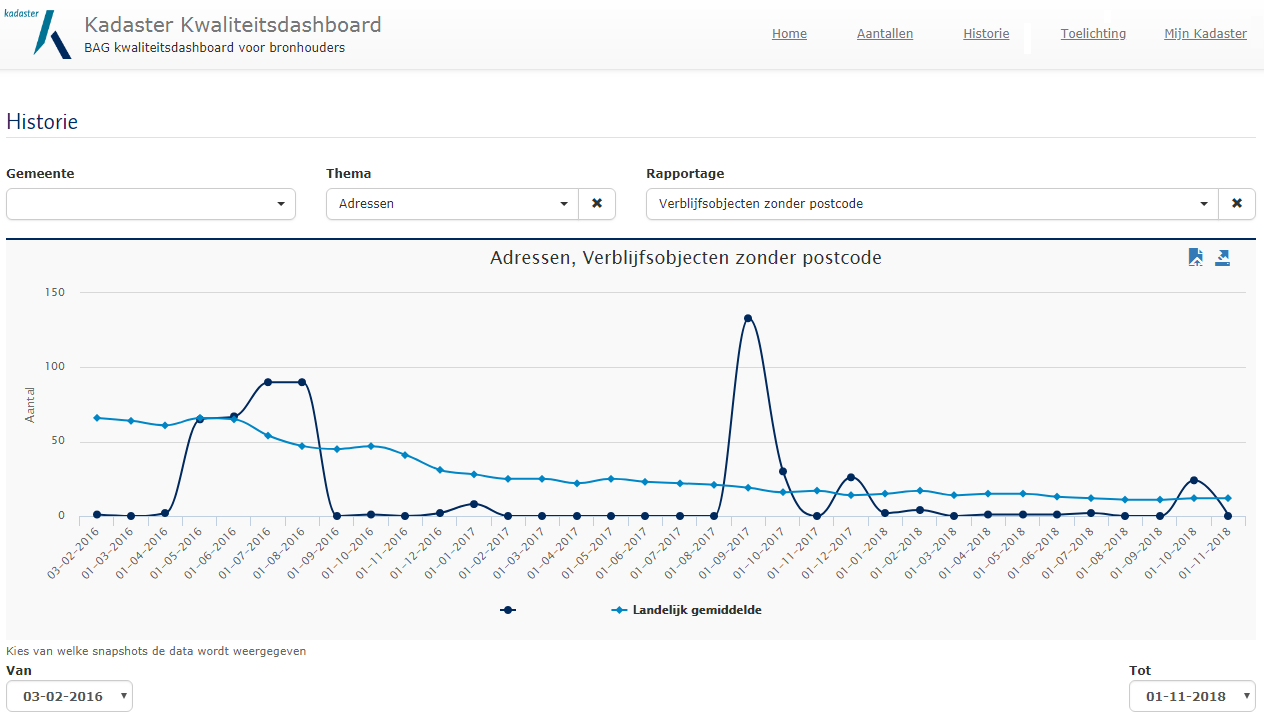 kadaster
Kadaster Kwaliteitsdashboard
BAG kwaliteitsdashboard voor bronhouders
Home Aantallen Historie Toelichting Mijn Kadaster
Historie
Gemeente Thema Rapportage
Adressen Verblijfsobjecten zonder postcode
Adressen, Verblijfsobjecten zonder postcode
150
100
50
0
Aantal
03-02-2016 01-03-2016 01-04-2016 01-05-2016 01-06-2016 01-07-2016 01-08-2016 01-09-2016 01-10-2016 01-11-2016 01-12-2016 01-01-2017 01-02-2017 01-03-2017 01-04-2017 01-05-2017 01-06-2017 01-07-2017 01-08-2017 01-09-2017 01-10-2017 01-11-2017 01-12-2017 01-01-2018 01-02-2018 01-03-2018 01-04-2018 01-05-2018 01-06-2018 01-07-2018 01-08-2018 01-09-2018 01-10-2018 01-11-2018
Landelijk gemiddelde
Kies van welke snapshots de data wordt weergegeven
Van Tot
03-02-2016 01-11-2018